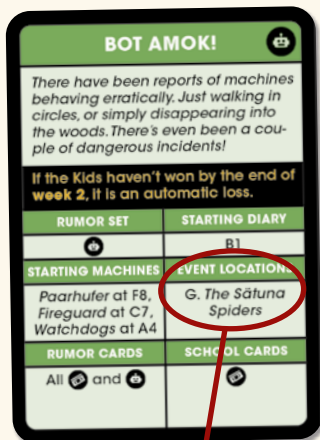 BOT AMOK!
There have been reports of machines
behaving erratically. Just walking in
circles, or simply disappearing into
the woods. There's even been a cou-
ple of dangerous incidents!
If the Kids haven't won by the end of
week 2, it is an automatic loss.
RUMOR SET
STARTING DIARY
B1
STARTING MACHINES
EVENT LOCATIONS
Paarhufer at F8,
Fireguard at C7,
Watchdogs at A4
G. The Sätuna
Spiders
RUMOR CARDS
SCHOOL CARDS
All and